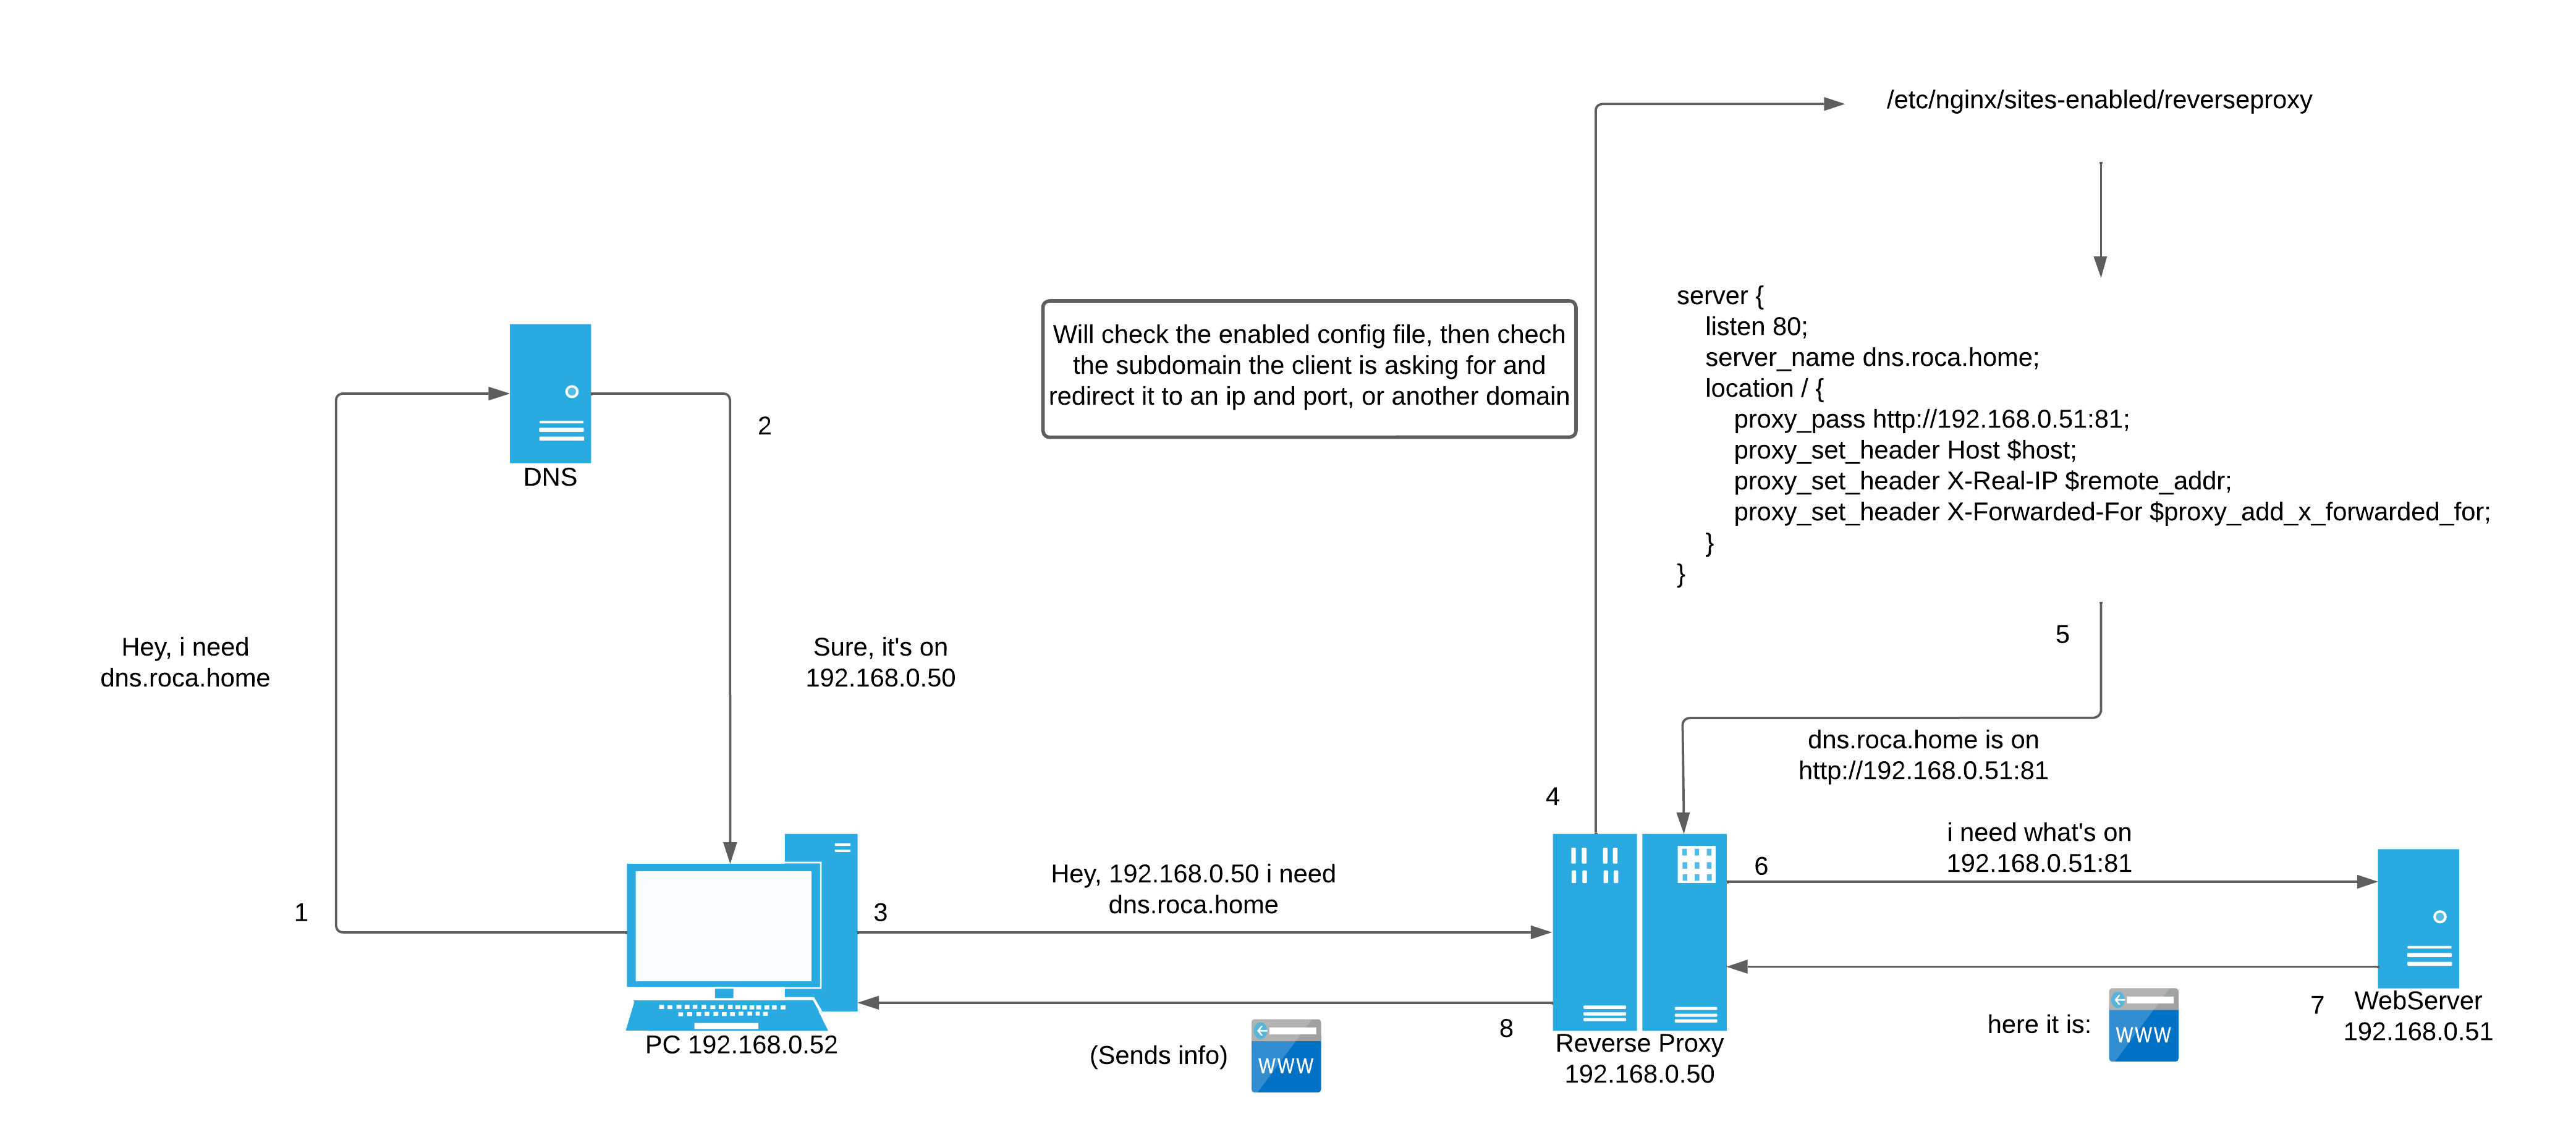 /etc/nginx/sites-enabled/reverseproxy
Will check the enabled config file, then chech
the subdomain the client is asking for and
redirect it to an ip and port, or another domain
server {
listen 80;
server_name dns.roca.home;
location / {
proxy_pass http://192.168.0.51:81;
proxy_set_header Host $host;
proxy_set_header X-Real-IP $remote_addr;
proxy_set_header X-Forwarded-For $proxy_add_x_forwarded_for;
}
}
DNS
2
Hey, i need
dns.roca.home
Sure, it's on
192.168.0.50
5
dns.roca.home is on
http://192.168.0.51:81
4
1
3
Hey, 192.168.0.50 i need
dns.roca.home
6
i need what's on
192.168.0.51:81
PC 192.168.0.52
(Sends info)
WWW
8
Reverse Proxy
192.168.0.50
here it is:
WWW
7
WebServer
192.168.0.51